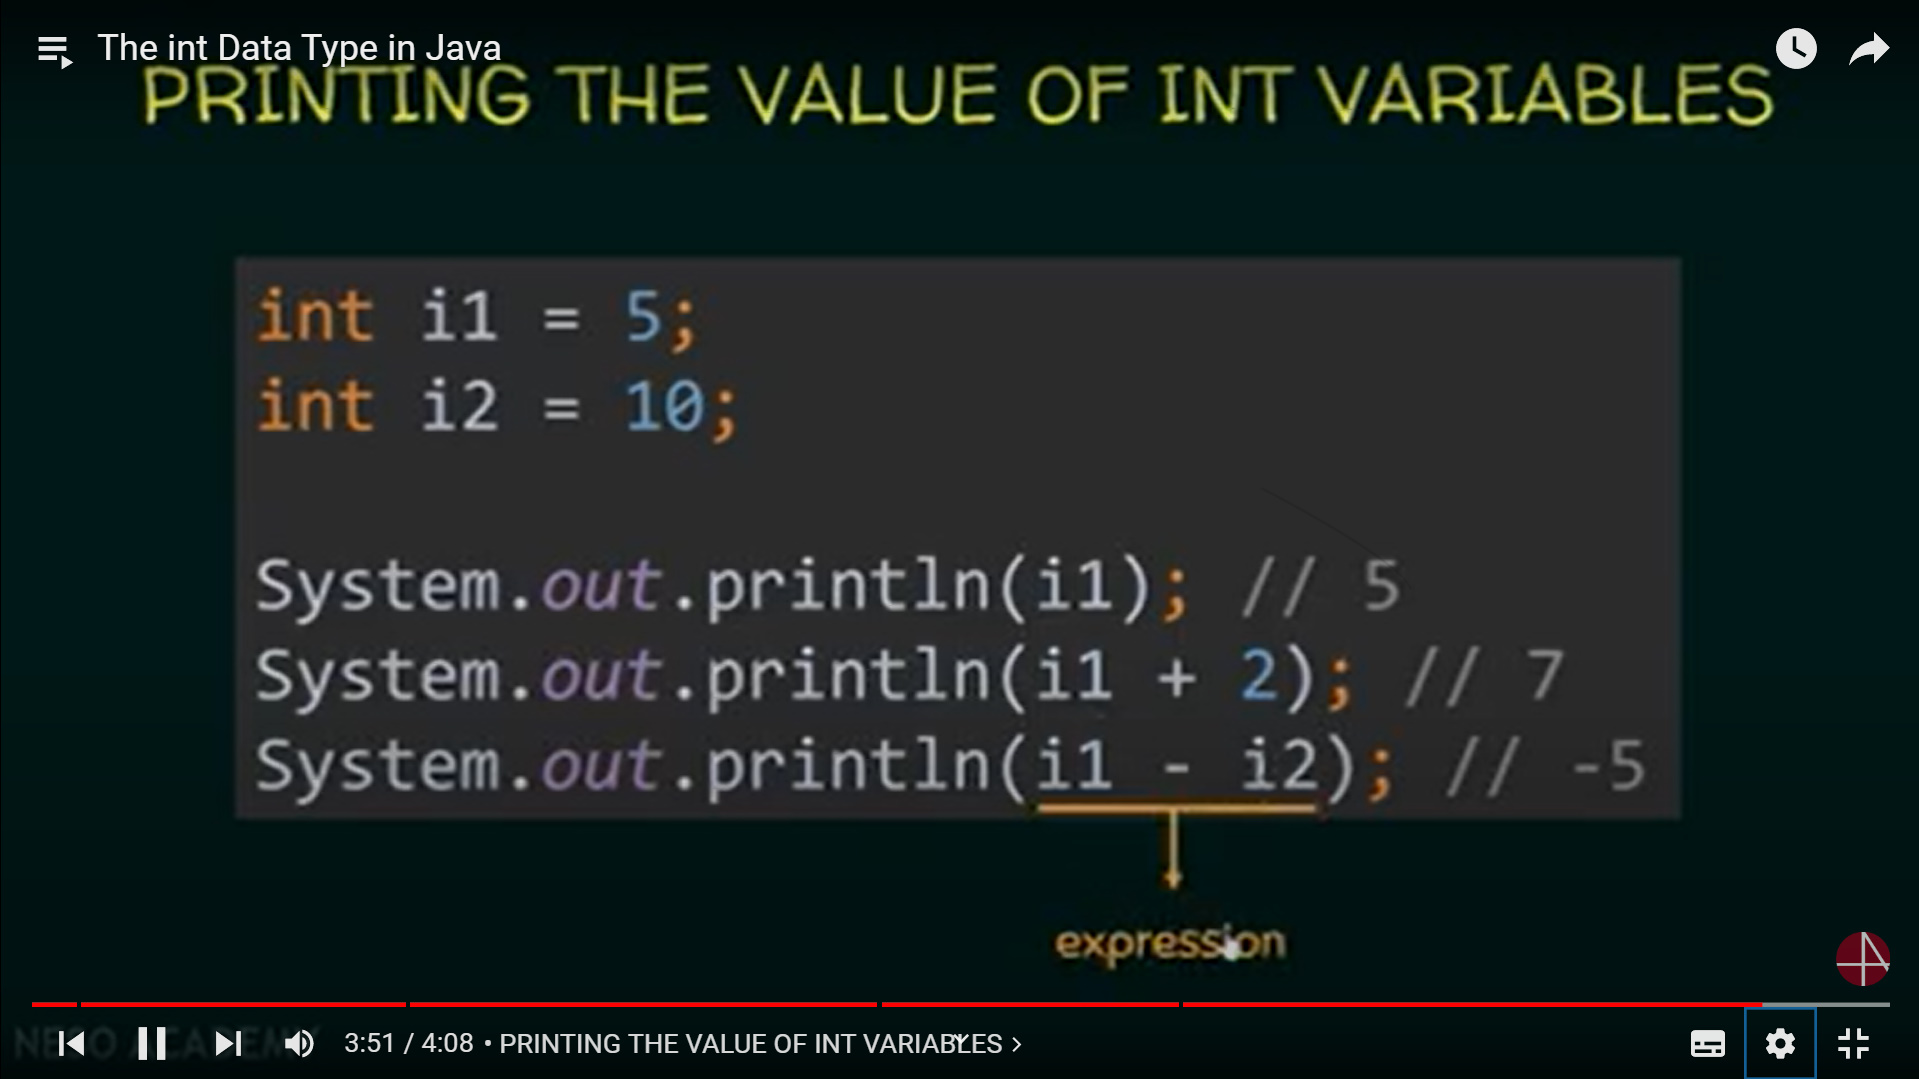 The int Data Type in Java
PRINTING THE VALUE OF INT VARIABLES
int i1 = 5;
int i2 = 10;
System.out.println(i1); // 5
System.out.println(i1 + 2); // 7
System.out.println(i1 - i2); // -5
expression
NESO ACADEMY
3:51 / 4:08 • PRINTING THE VALUE OF INT VARIABLES >